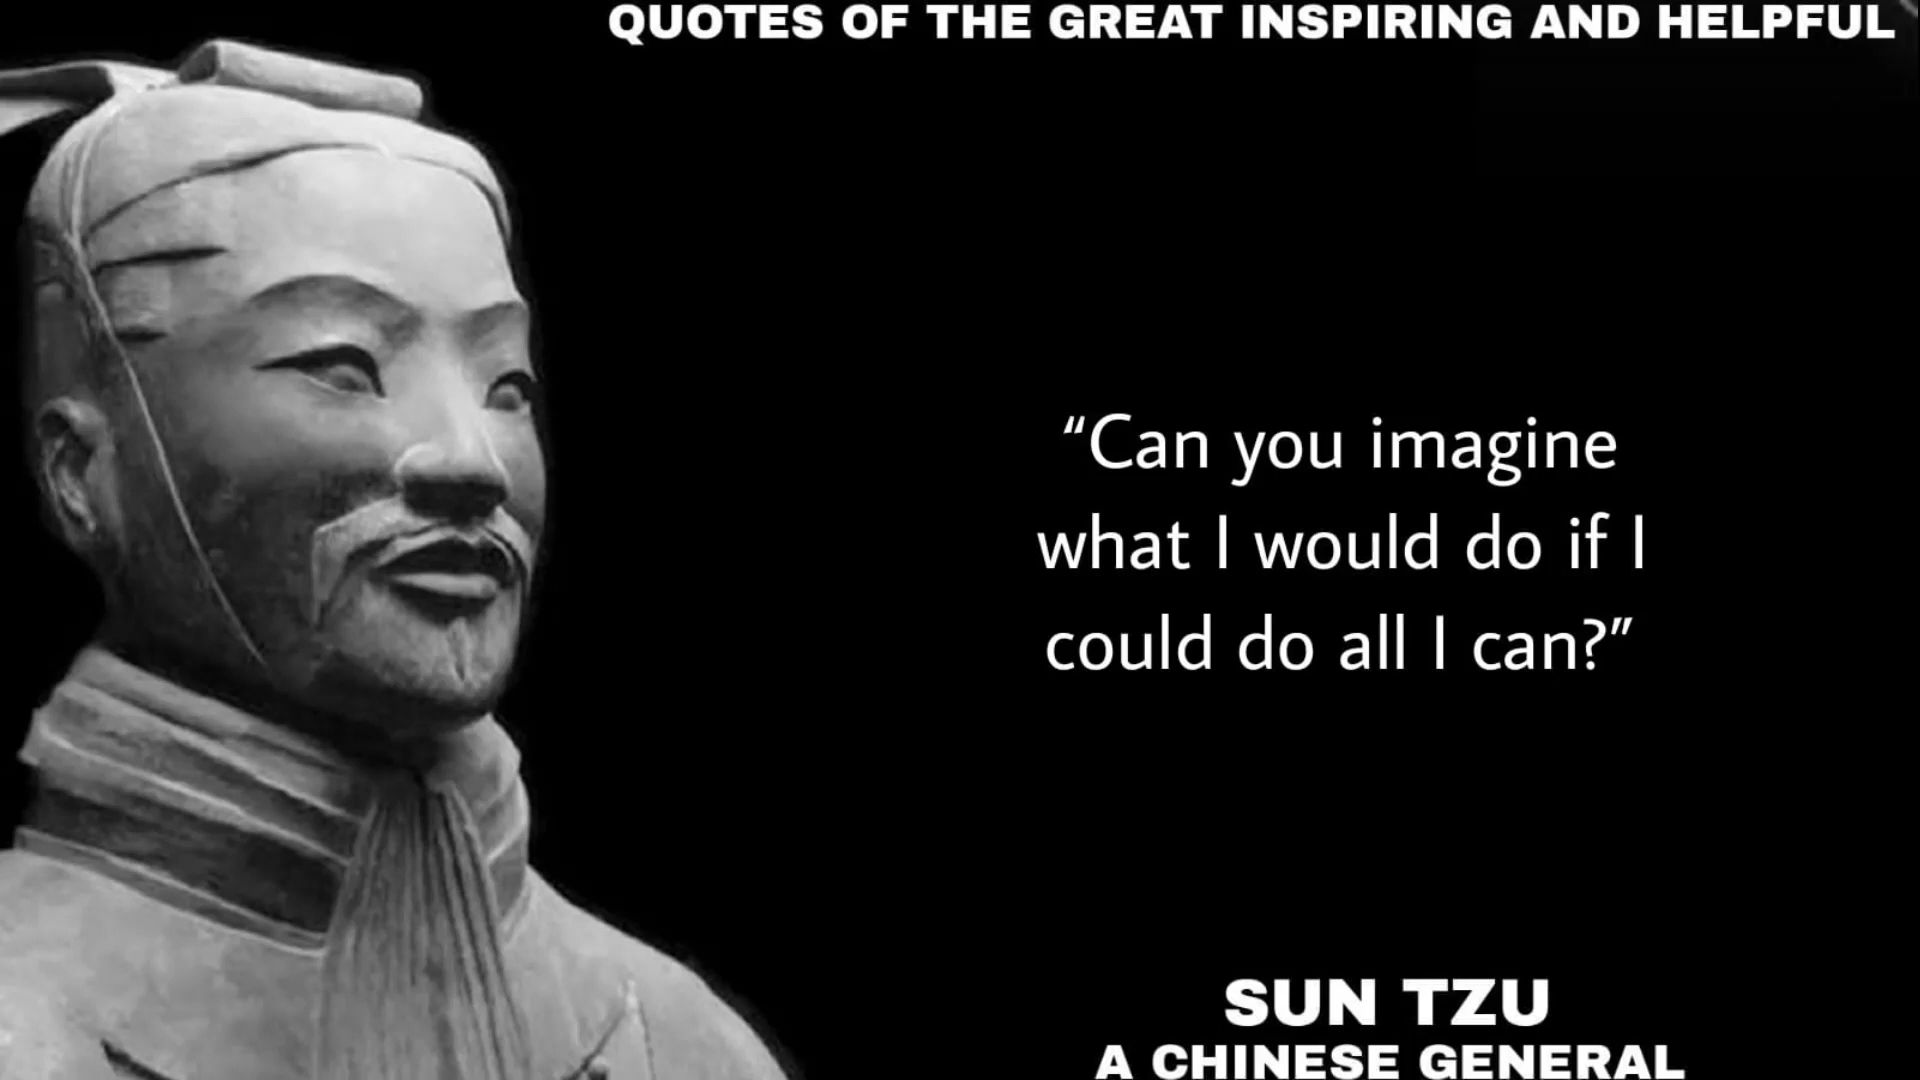 QUOTES OF THE GREAT INSPIRING AND HELPFUL
“Can you imagine
what I would do if I
could do all I can?”
SUN TZU
A CHINESE GENERAL